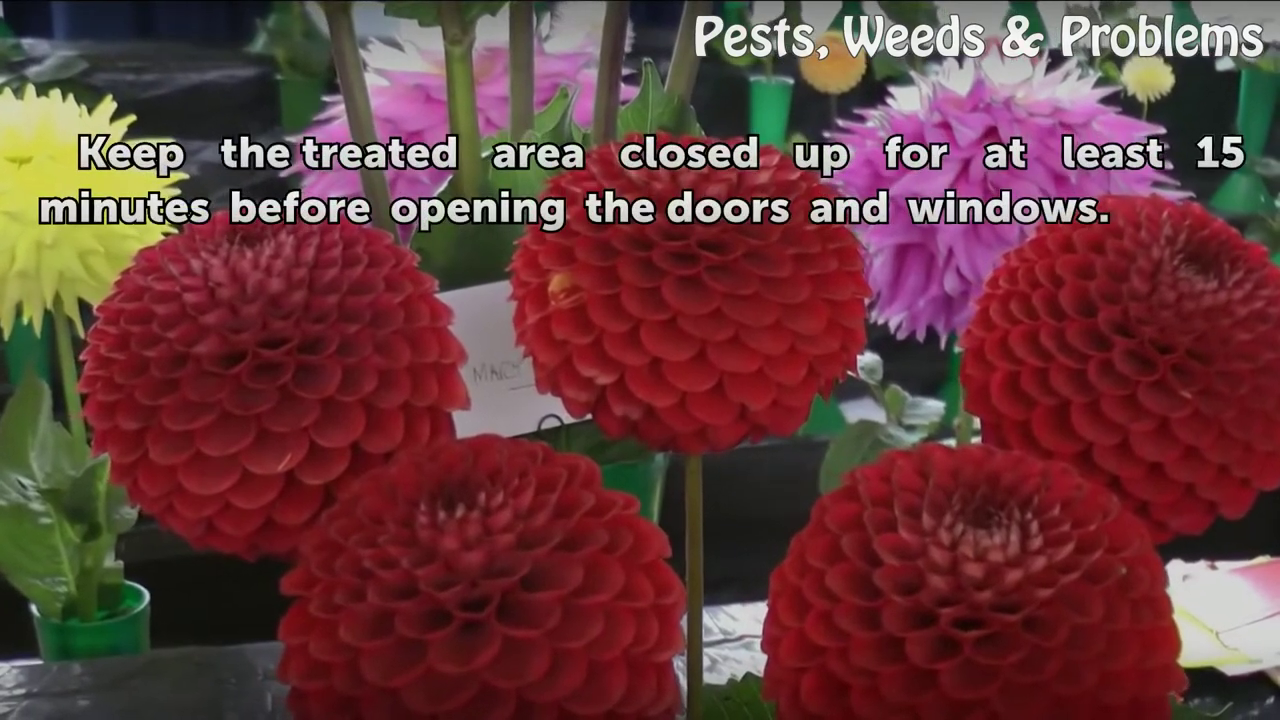 Pests, Weeds & Problems
Keep the treated area closed up for at least 15
minutes before opening the doors and windows.